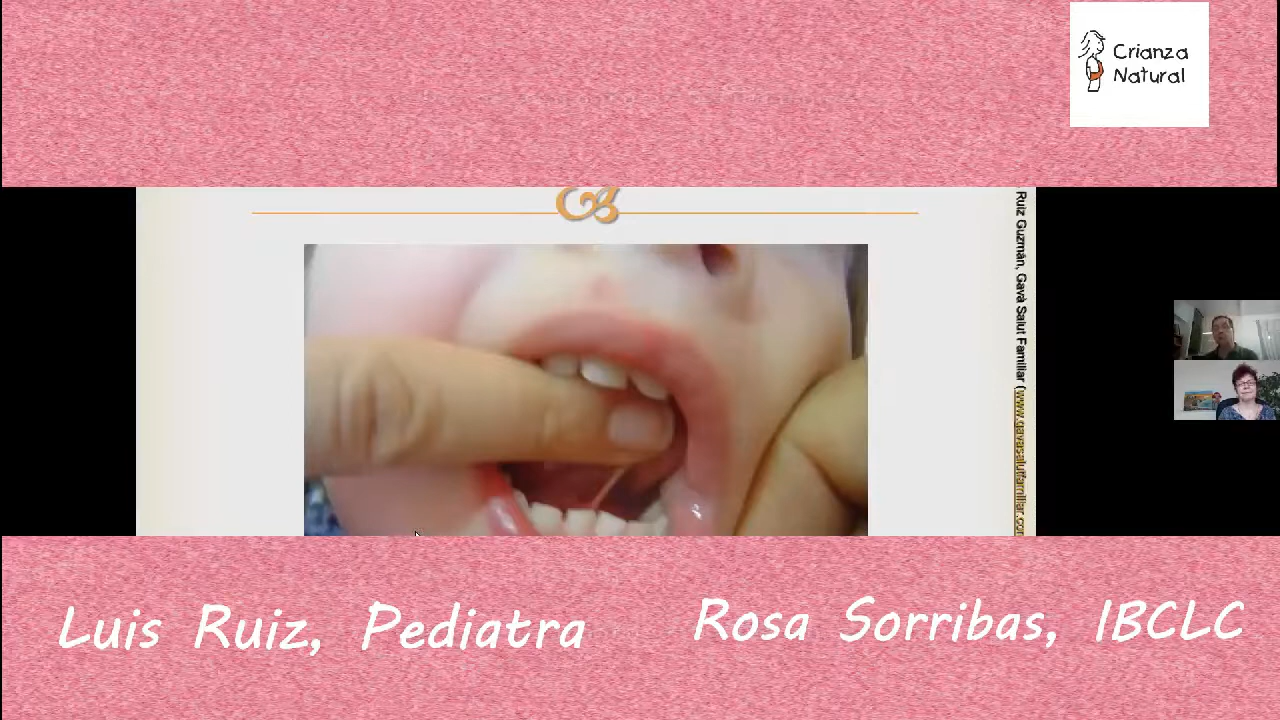 Crianza
Natural
Ruiz Guzmán, Gavà Salut Familiar (www.gavasalutfamiliar.com
Luis Ruiz, Pediatra
Rosa Sorribas, IBCLC